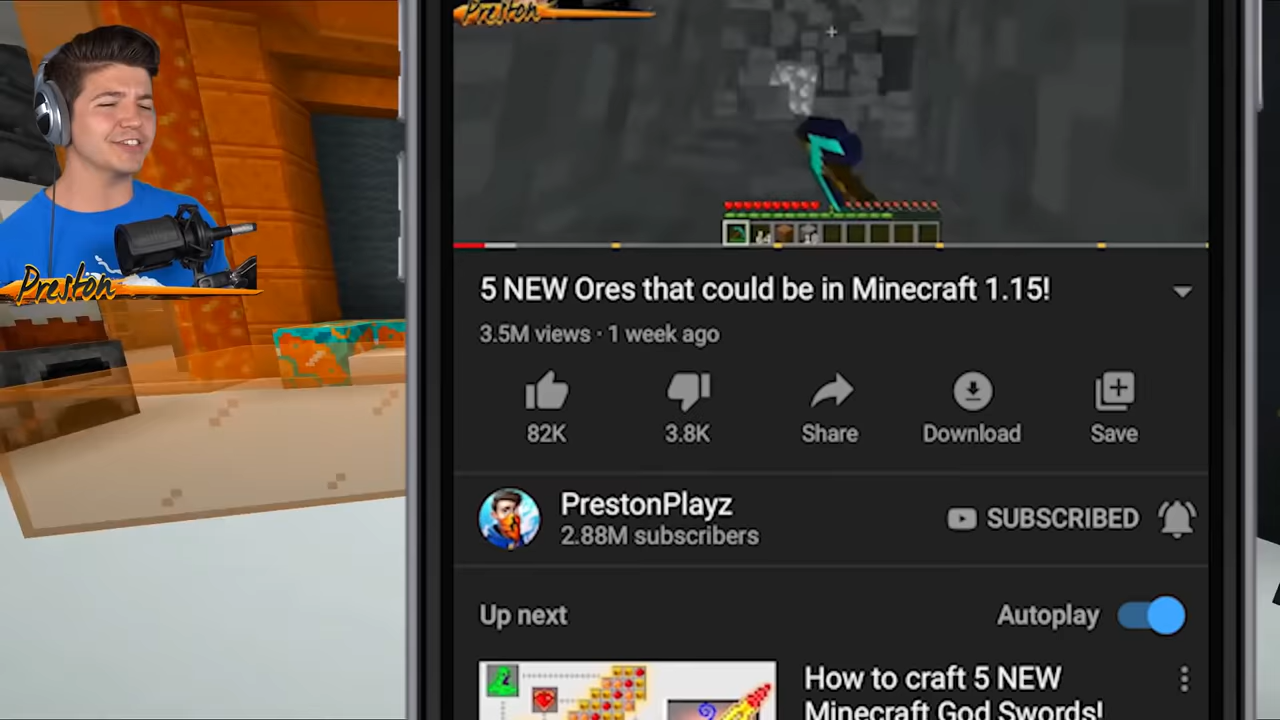 Preston
Preston
64
5 NEW Ores that could be in Minecraft 1.15!
3.5M views · 1 week ago
82K
3.8K
Share
Download
Save
PrestonPlayz
2.88M subscribers
SUBSCRIBED
Up next
Autoplay
How to craft 5 NEW
Minecraft God Swords!